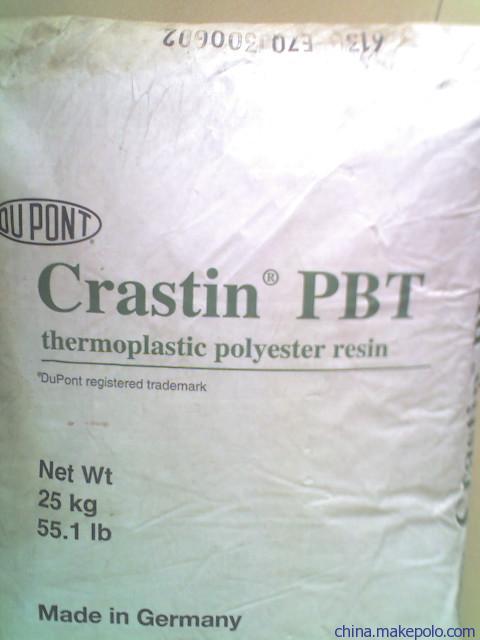 DU PONT
Crastin® PBT
thermoplastic polyester resin
®DuPont registered trademark
Net Wt
25 kg
55.1 lb
Made in Germany
china.makepolo.com